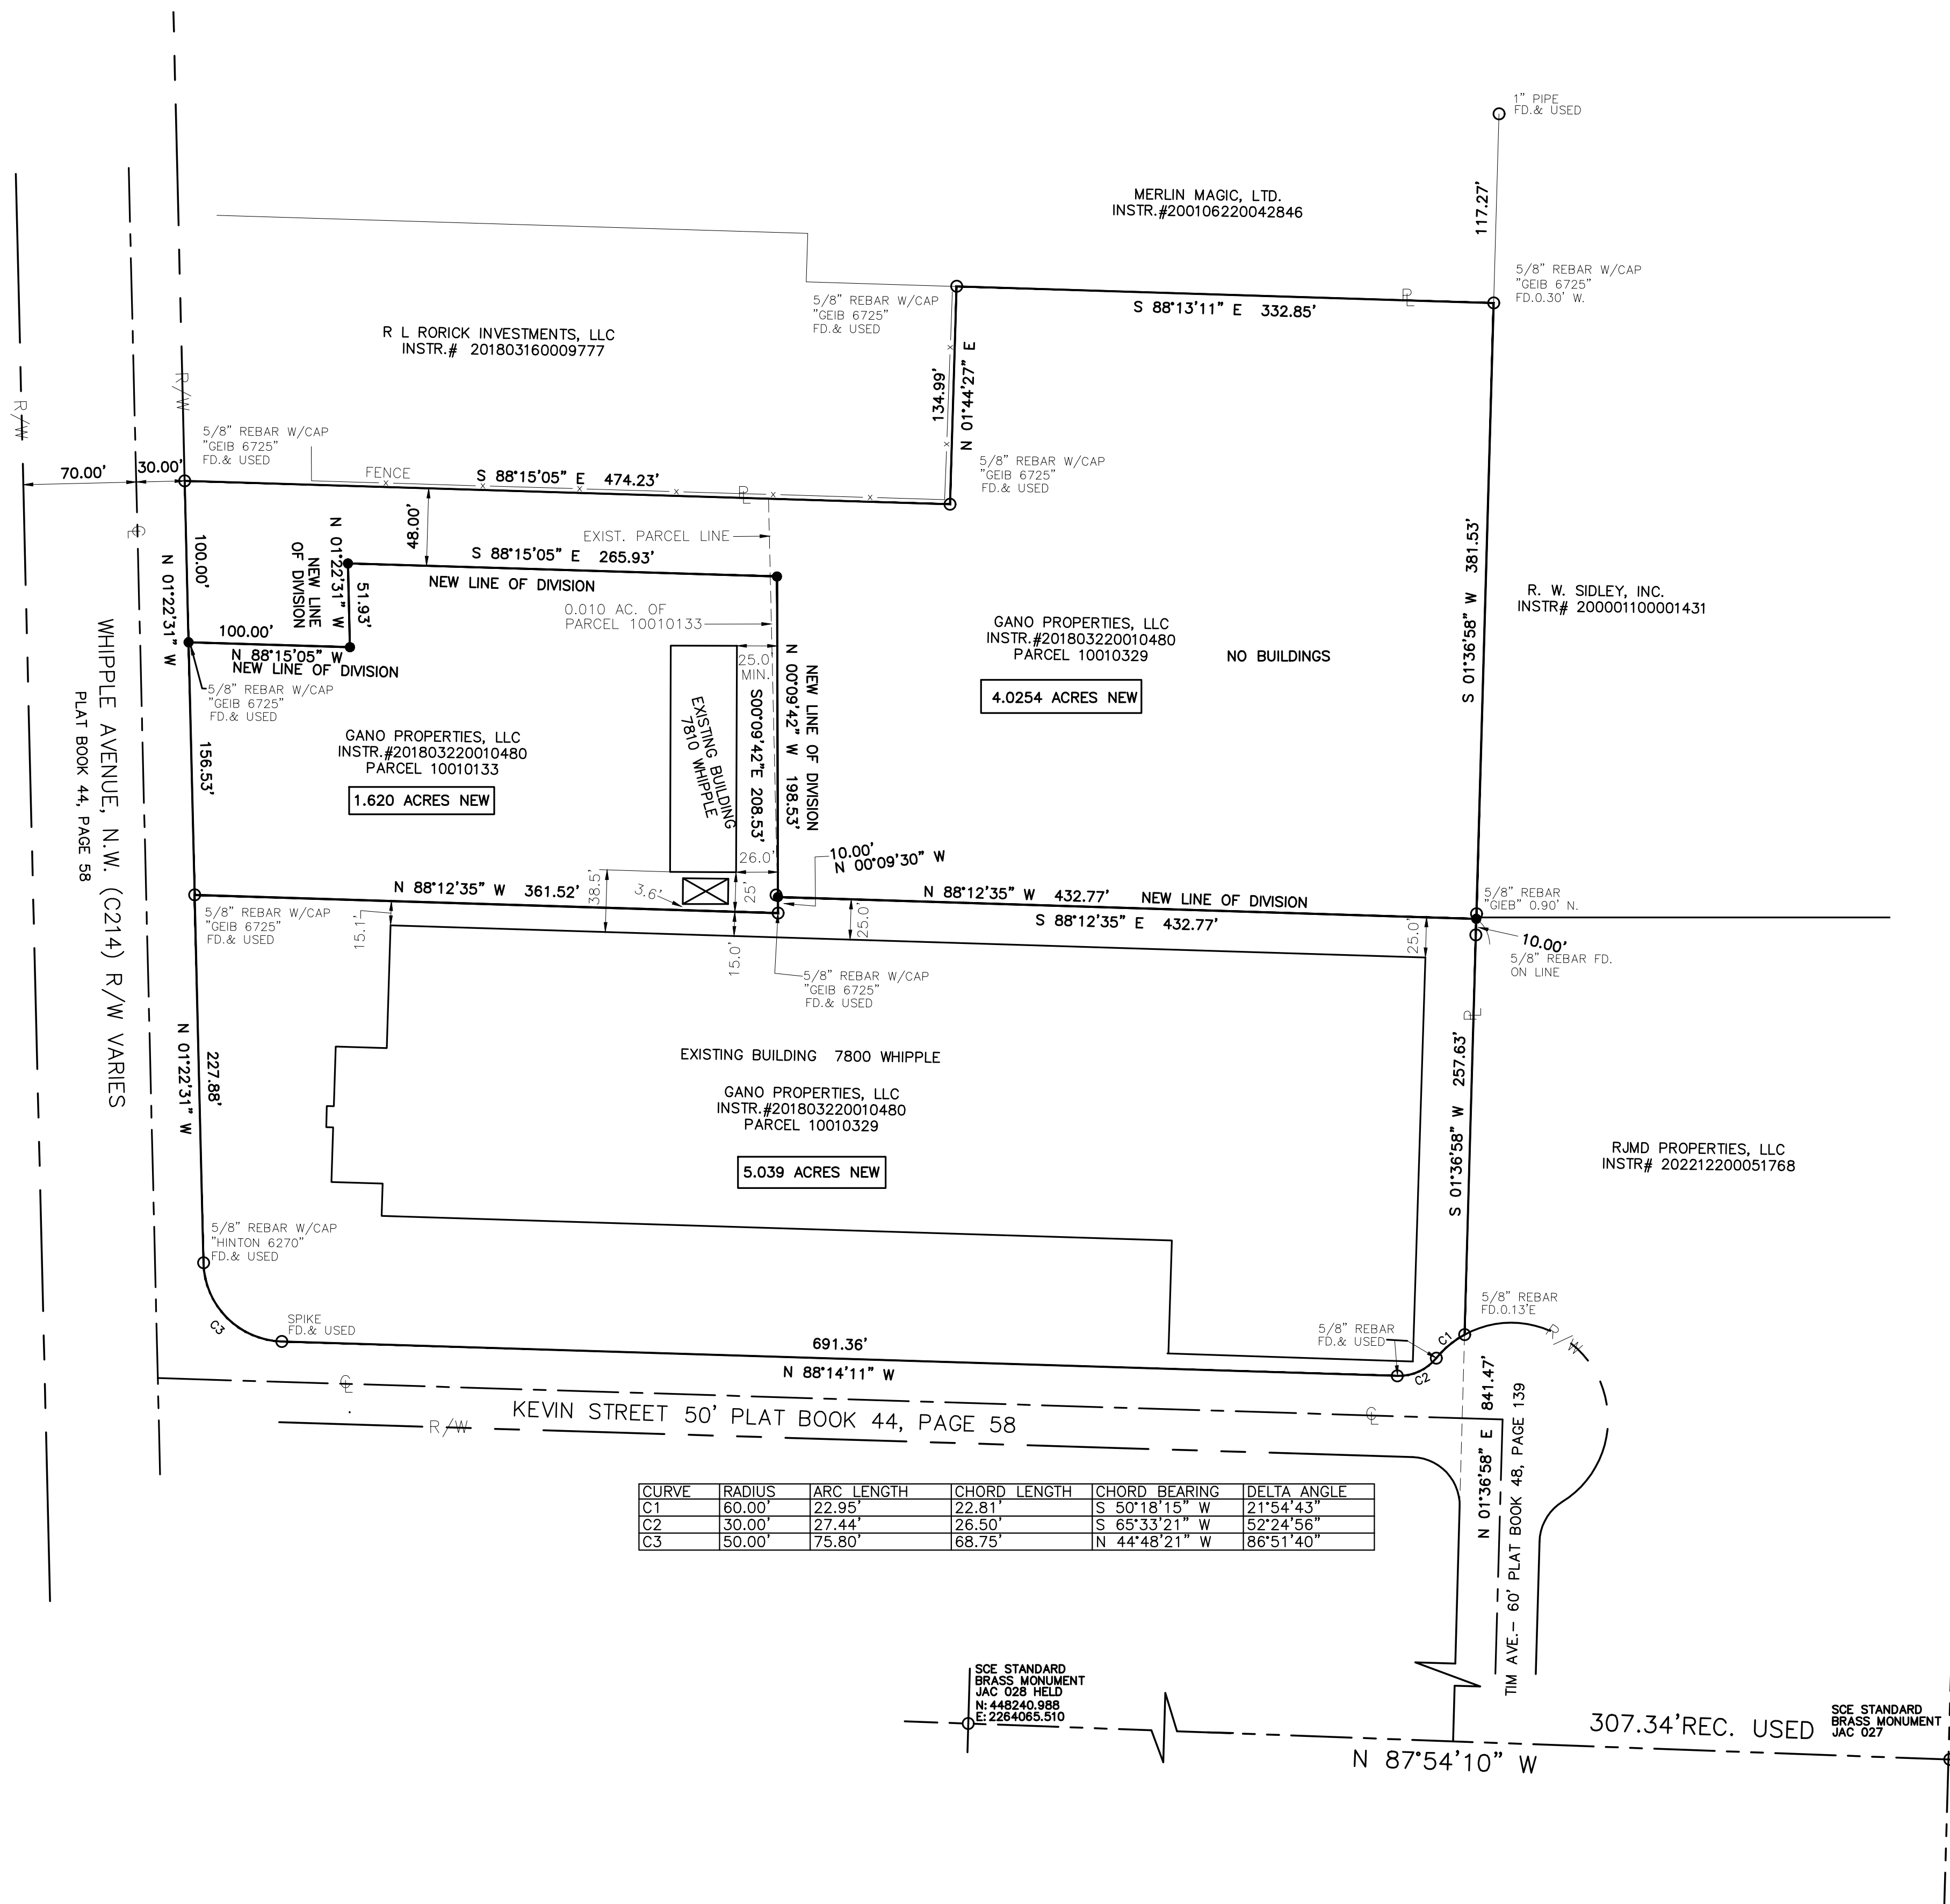 1" PIPE
FD.& USED
117.27'
MERLIN MAGIC, LTD.
INSTR.#200106220042846
5/8" REBAR W/CAP
"GEIB 6725"
FD.0.30' W.
5/8" REBAR W/CAP
"GEIB 6725"
FD.& USED
S 88°13'11" E 332.85'
PL
R L RORICK INVESTMENTS, LLC
INSTR.# 201803160009777
134.99'
N 01°44'27" E
R/W
R/W
5/8" REBAR W/CAP
"GEIB 6725"
FD.& USED
5/8" REBAR W/CAP
"GEIB 6725"
FD.& USED
70.00'
30.00'
FENCE
S 88°15'05" E 474.23'
PL
CL
EXIST. PARCEL LINE
48.00'
100.00'
N 01°22'31" W
N 01°22'31" W
NEW LINE
OF DIVISION
51.93'
S 88°15'05" E 265.93'
NEW LINE OF DIVISION
0.010 AC. OF
PARCEL 10010133
100.00'
N 88°15'05" W
NEW LINE OF DIVISION
5/8" REBAR W/CAP
"GEIB 6725"
FD.& USED
S 01°36'58" W 381.53'
R. W. SIDLEY, INC.
INSTR# 200001100001431
GANO PROPERTIES, LLC
INSTR.#201803220010480
PARCEL 10010329
NO BUILDINGS
4.0254 ACRES NEW
25.0'
MIN.
N 00°09'42" W 198.53'
NEW LINE OF DIVISION
S00°09'42"E 208.53'
EXISTING BUILDING
7810 WHIPPLE
GANO PROPERTIES, LLC
INSTR.#201803220010480
PARCEL 10010133
1.620 ACRES NEW
156.53'
WHIPPLE AVENUE, N.W. (C214) R/W VARIES
PLAT BOOK 44, PAGE 58
26.0'
10.00'
N 00°09'30" W
38.5'
3.6'
25'
N 88°12'35" W 361.52'
N 88°12'35" W 432.77' NEW LINE OF DIVISION
S 88°12'35" E 432.77'
5/8" REBAR
"GIEB" 0.90' N.
5/8" REBAR W/CAP
"GEIB 6725"
FD.& USED
15.1'
15.0'
25.0'
25.0'
10.00'
5/8" REBAR FD.
ON LINE
5/8" REBAR W/CAP
"GEIB 6725"
FD.& USED
PL
N 01°22'31" W
227.88'
EXISTING BUILDING 7800 WHIPPLE
GANO PROPERTIES, LLC
INSTR.#201803220010480
PARCEL 10010329
5.039 ACRES NEW
S 01°36'58" W 257.63'
RJMD PROPERTIES, LLC
INSTR# 202212200051768
5/8" REBAR W/CAP
"HINTON 6270"
FD.& USED
C3
SPIKE
FD.& USED
691.36'
N 88°14'11" W
5/8" REBAR
FD.0.13'E
5/8" REBAR
FD.& USED
C1
C2
R/W
CL
CL
R/W
KEVIN STREET 50' PLAT BOOK 44, PAGE 58
N 01°36'58" E 841.47'
TIM AVE.- 60' PLAT BOOK 48, PAGE 139
CURVE RADIUS ARC LENGTH CHORD LENGTH CHORD BEARING DELTA ANGLE
C1 60.00' 22.95' 22.81' S 50°18'15" W 21°54'43"
C2 30.00' 27.44' 26.50' S 65°33'21" W 52°24'56"
C3 50.00' 75.80' 68.75' N 44°48'21" W 86°51'40"
SCE STANDARD
BRASS MONUMENT
JAC 028 HELD
N:448240.988
E:2264065.510
307.34'REC. USED
SCE STANDARD
BRASS MONUMENT
JAC 027
N 87°54'10" W